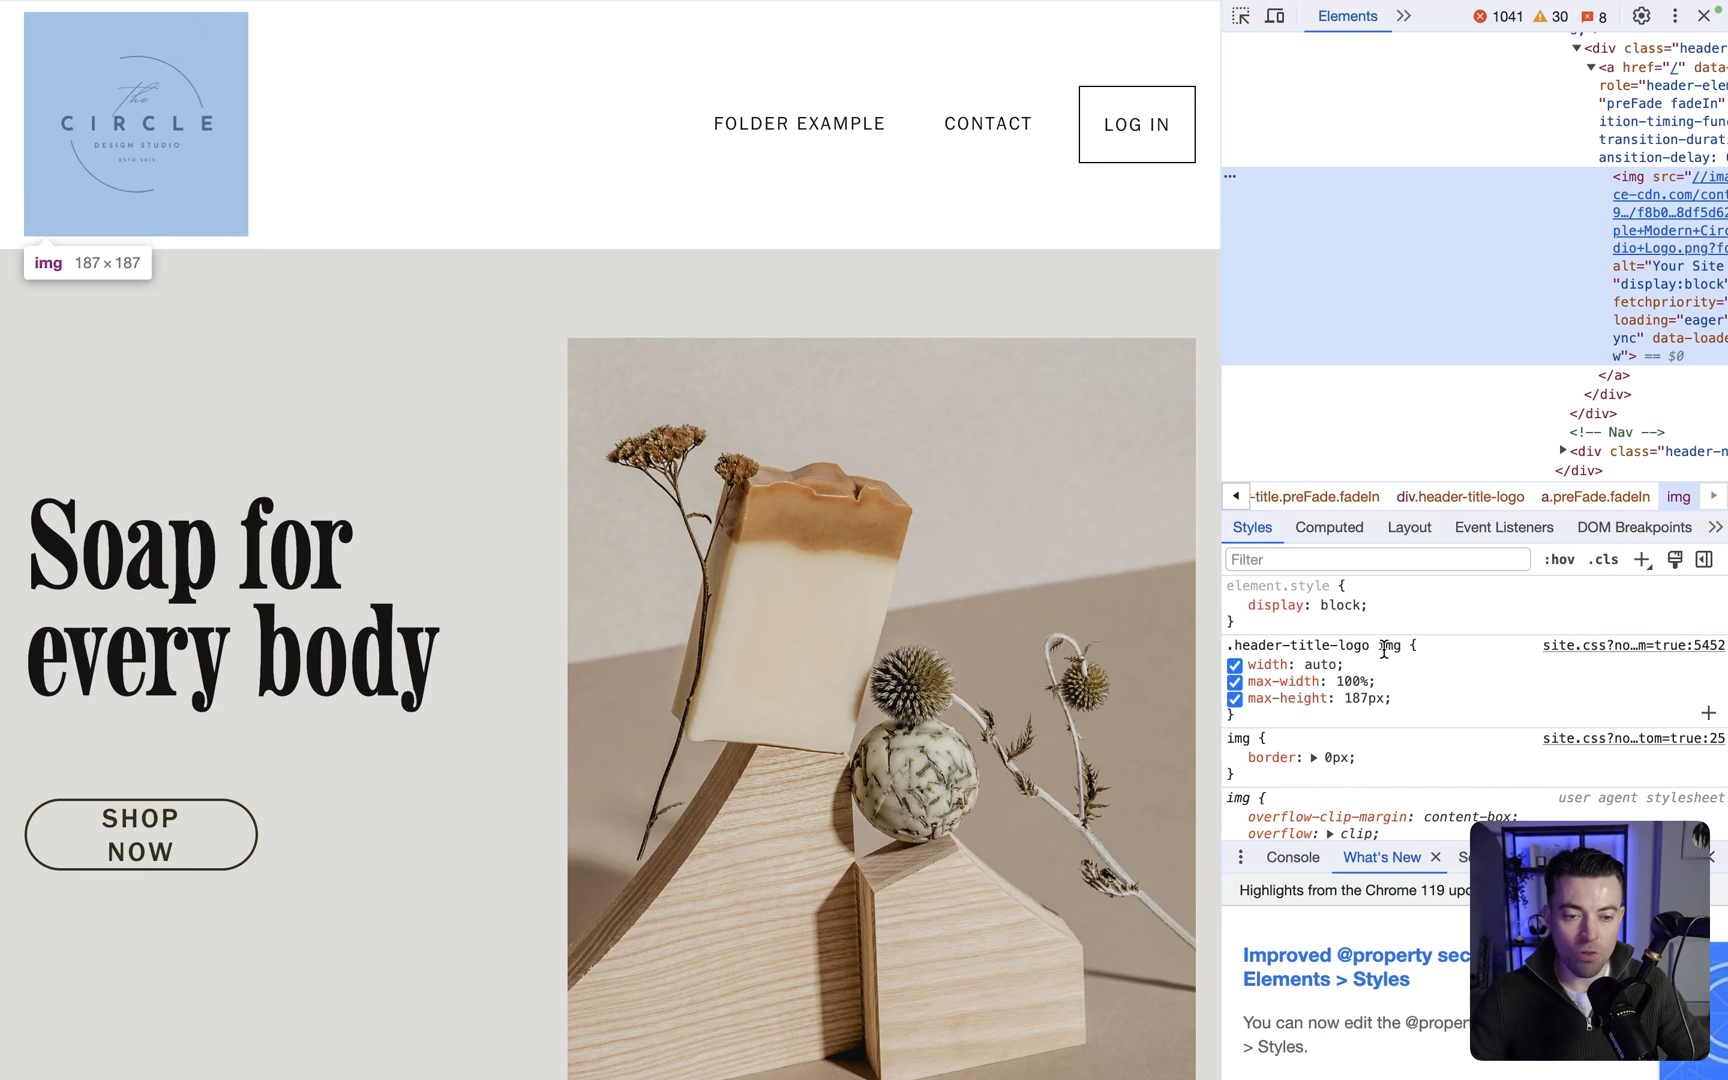 the
CIRCLE
DESIGN STUDIO
FOLDER EXAMPLE
CONTACT
LOG IN
img 187×187
Soap for
every body
SHOP
NOW
Elements
1041
30
8
<div class="header
<a href="/" data-
role="header-ele
"preFade fadeIn"
ition-timing-fun
transition-durat
ansition-delay:
<img src="//ima
ce-cdn.com/cont
9…/f8b0…8df5d62
ple+Modern+Circ
dio+Logo.png?fo
alt="Your Site
"display:block"
fetchpriority="
loading="eager"
ync" data-loade
w"> == $0
</a>
</div>
</div>
<!-- Nav -->
<div class="header-n
</div>
-title.preFade.fadeIn div.header-title-logo a.preFade.fadeIn img
Styles Computed Layout Event Listeners DOM Breakpoints
Filter
:hov .cls
element.style {
display: block;
}
.header-title-logo img {
site.css?no…m=true:5452
width: auto;
max-width: 100%;
max-height: 187px;
}
img {
site.css?no…tom=true:25
border: 0px;
}
img {
user agent stylesheet
overflow-clip-margin: content-box;
overflow: clip;
Console What's New
Highlights from the Chrome 119 upd
Improved @property sec
Elements > Styles
You can now edit the @proper
> Styles.